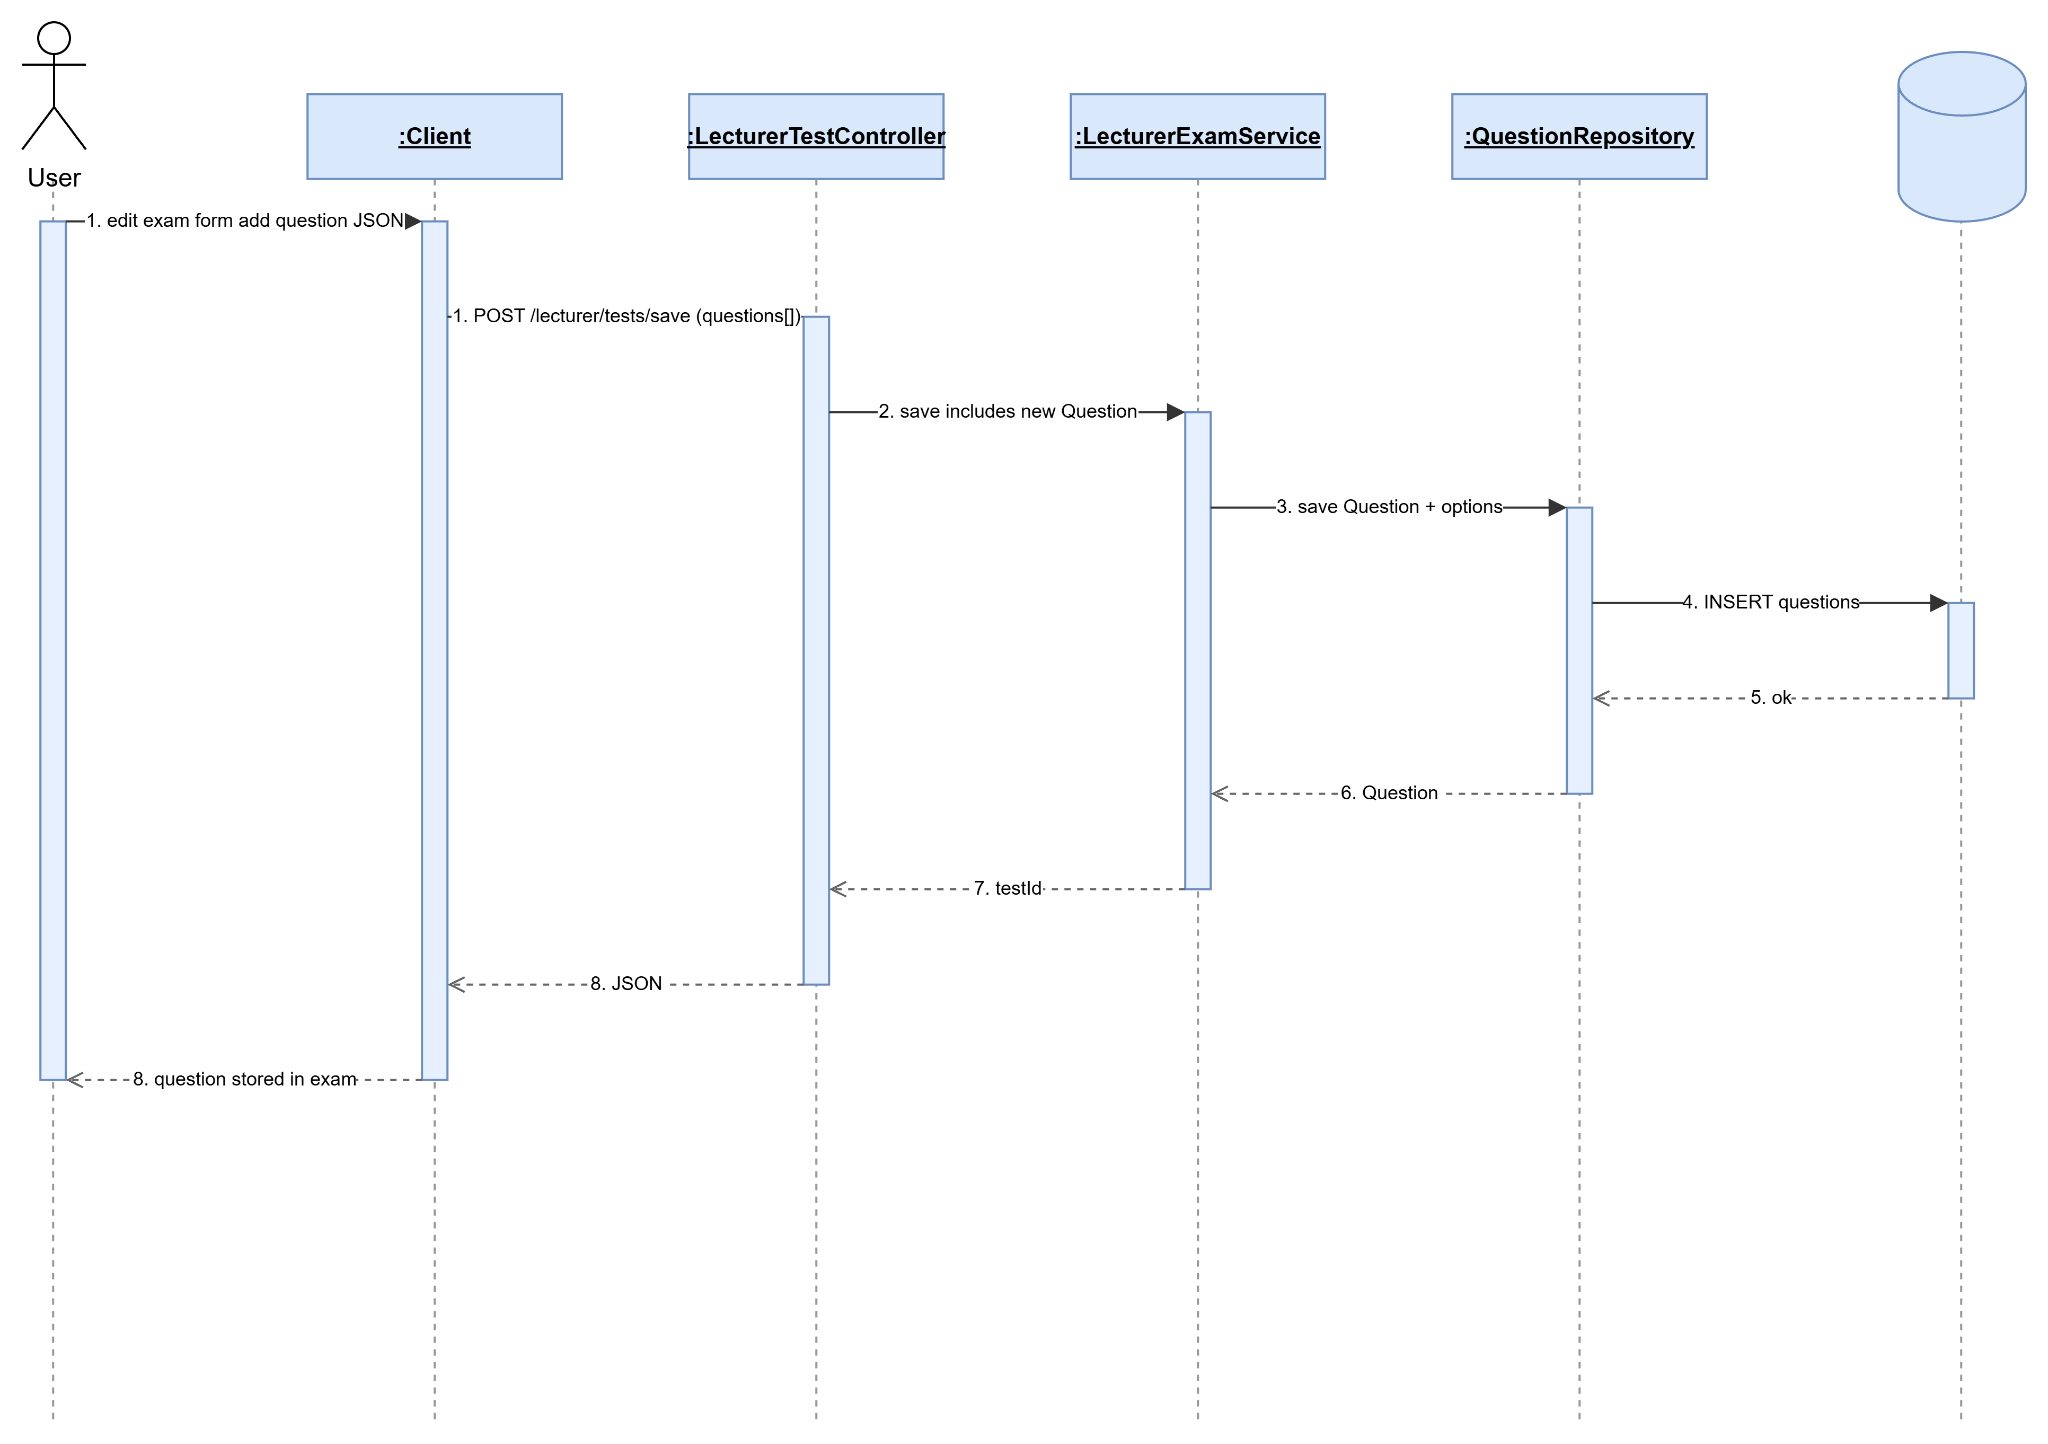 User
:Client
:LecturerTestController
:LecturerExamService
:QuestionRepository
1. edit exam form add question JSON
1. POST /lecturer/tests/save (questions[])
2. save includes new Question
3. save Question + options
4. INSERT questions
5. ok
6. Question
7. testId
8. JSON
8. question stored in exam